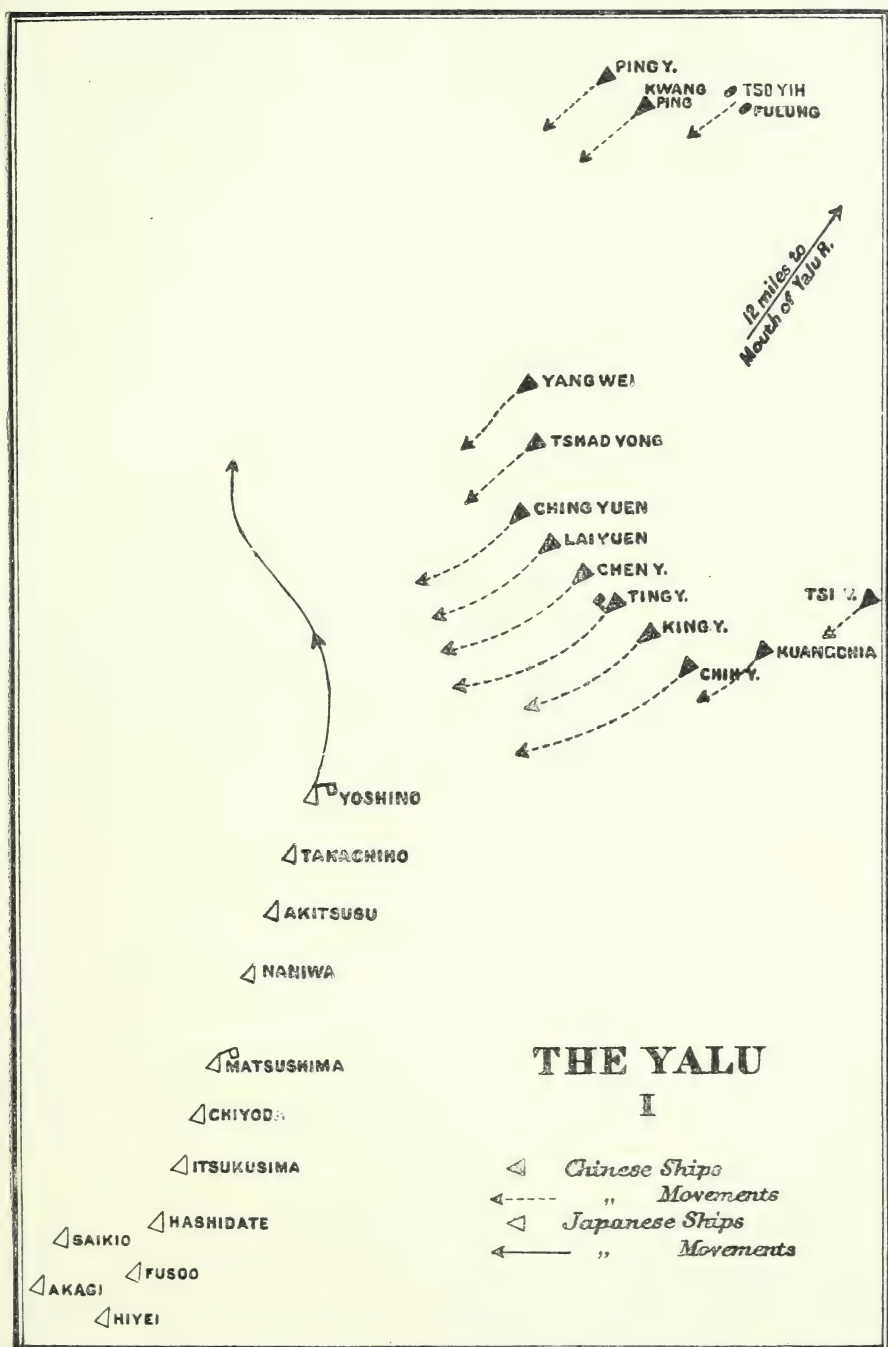 PING Y.
KWANG
PING
TSO YIH
FULUNG
12 miles to
Mouth of Yalu R.
YANG WEI
TSHAO YONG
CHING YUEN
LAI YUEN
CHEN Y.
TING Y.
TSI Y.
KING Y.
KUANGCHIA
CHIH Y.
YOSHINO
TAKACHIHO
AKITSUSU
NANIWA
MATSUSHIMA
CHIYODA
ITSUKUSIMA
HASHIDATE
SAIKIO
FUSOO
AKAGI
HIYEI
THE YALU
I
Chinese Ships
„ Movements
Japanese Ships
„ Movements